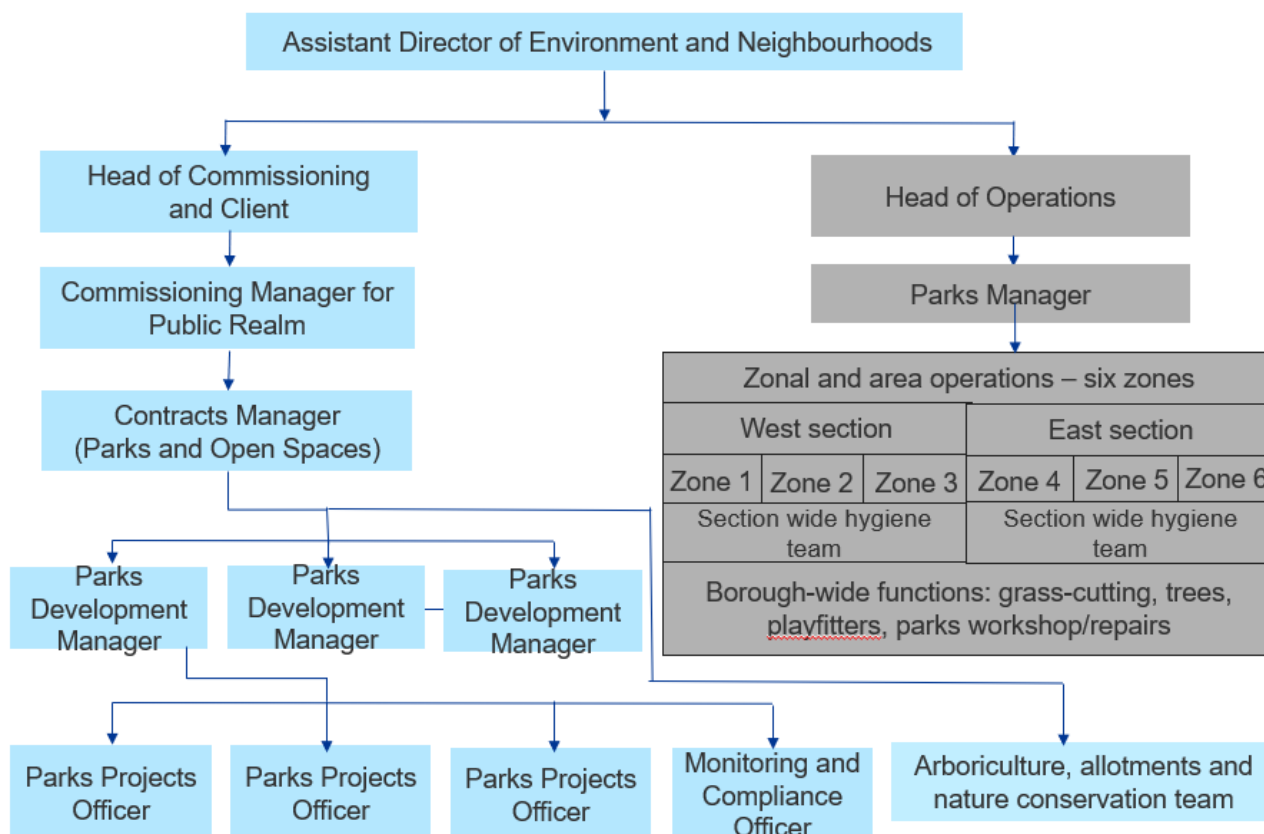 Assistant Director of Environment and Neighbourhoods
Head of Commissioning
and Client
Head of Operations
Commissioning Manager for
Public Realm
Parks Manager
Contracts Manager
(Parks and Open Spaces)
Zonal and area operations – six zones
West section
East section
Zone 1
Zone 2
Zone 3
Zone 4
Zone 5
Zone 6
Section wide hygiene
team
Section wide hygiene
team
Borough-wide functions: grass-cutting, trees,
playfitters, parks workshop/repairs
Parks
Development
Manager
Parks
Development
Manager
Parks
Development
Manager
Parks Projects
Officer
Parks Projects
Officer
Parks Projects
Officer
Monitoring and
Compliance
Officer
Arboriculture, allotments and
nature conservation team